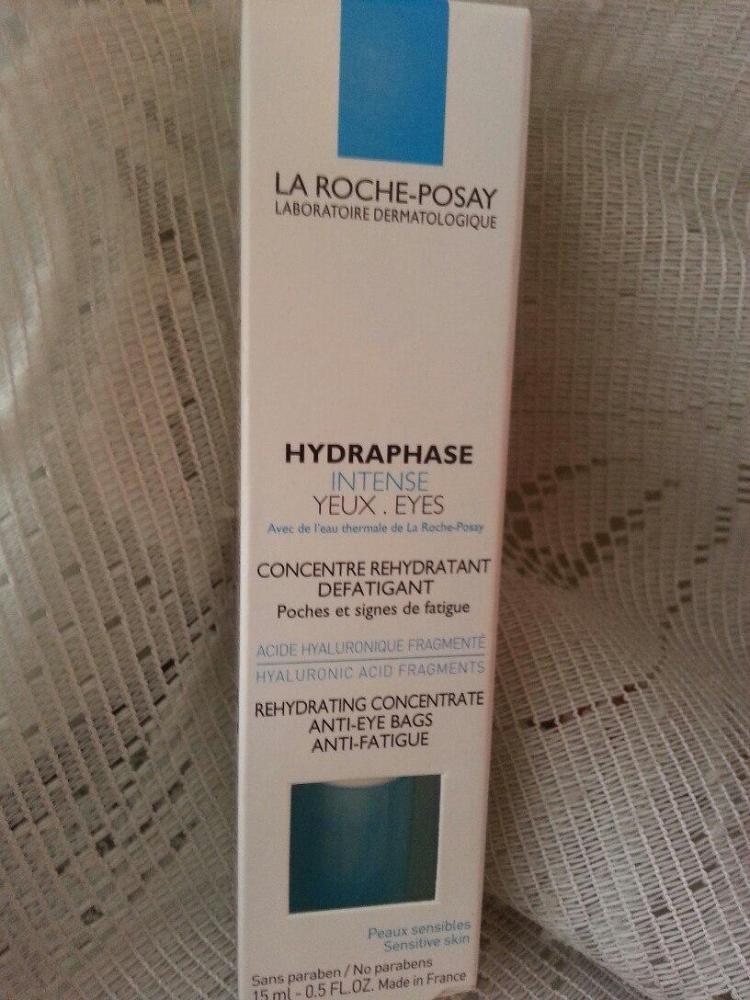 LA ROCHE-POSAY
LABORATOIRE DERMATOLOGIQUE
HYDRAPHASE
INTENSE
YEUX . EYES
Avec de l'eau thermale de La Roche-Posay
CONCENTRE REHYDRATANT
DEFATIGANT
Poches et signes de fatigue
ACIDE HYALURONIQUE FRAGMENTÉ
HYALURONIC ACID FRAGMENTS
REHYDRATING CONCENTRATE
ANTI-EYE BAGS
ANTI-FATIGUE
Peaux sensibles
Sensitive skin
Sans paraben / No parabens
15 ml - 0.5 FL.OZ. Made in France